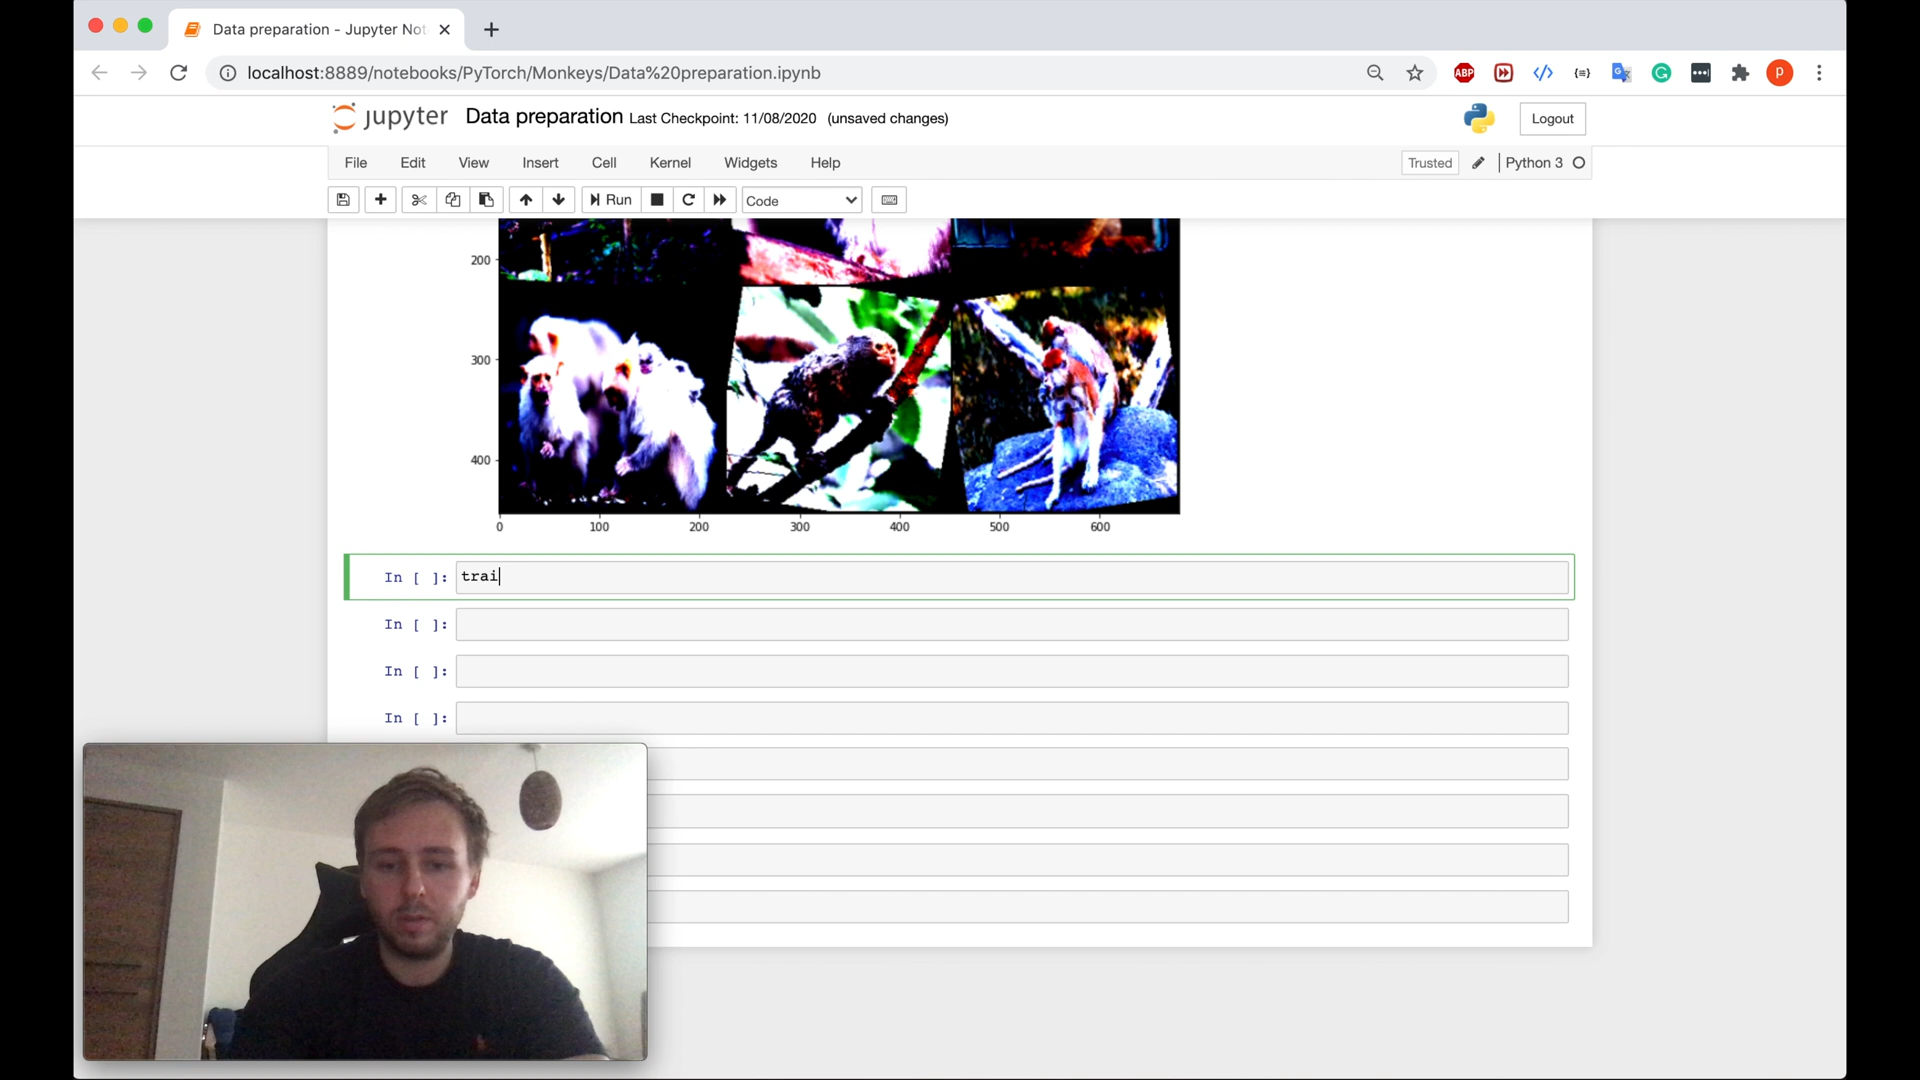 Data preparation - Jupyter Not
localhost:8889/notebooks/PyTorch/Monkeys/Data%20preparation.ipynb
ABP
P
jupyter Data preparation Last Checkpoint: 11/08/2020 (unsaved changes)
Logout
File Edit View Insert Cell Kernel Widgets Help
Trusted
Python 3
Run
Code
200
300
400
0 100 200 300 400 500 600
In [ ]: trai
In [ ]:
In [ ]:
In [ ]: